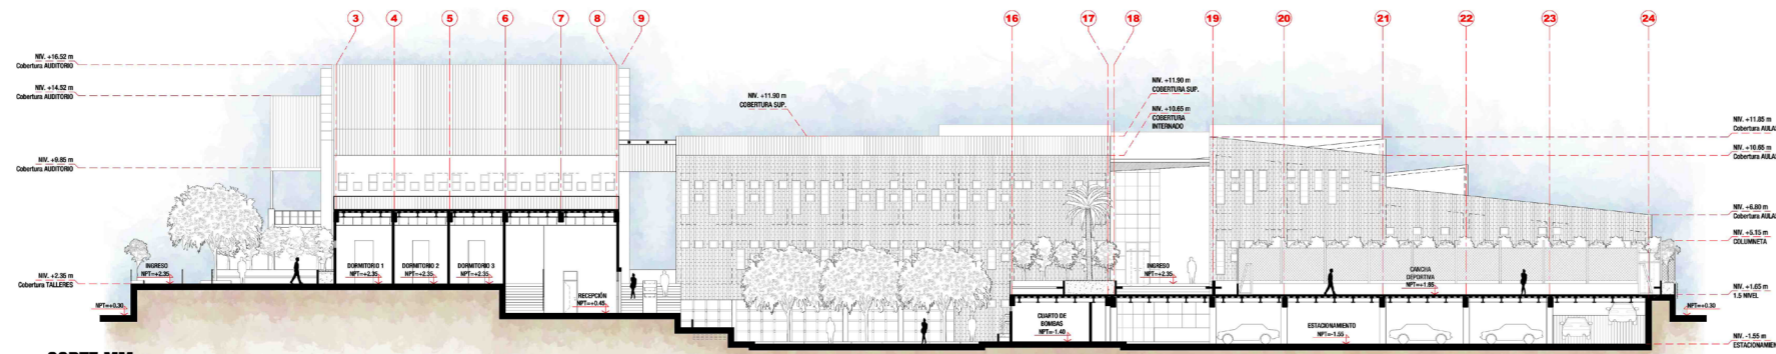 3 4 5 6 7 8 9 16 17 18 19 20 21 22 23 24
NIV. +16.52 m
Cobertura AUDITORIO
NIV. +14.52 m
Cobertura AUDITORIO
NIV. +9.85 m
Cobertura AUDITORIO
NIV. +2.35 m
Cobertura TALLERES
NPT=+0.30
INGRESO
NPT=+2.35
DORMITORIO 1
NPT=+2.35
DORMITORIO 2
NPT=+2.35
DORMITORIO 3
NPT=+2.35
RECEPCIÓN
NPT=+0.45
NIV. +11.90 m
COBERTURA SUP.
NIV. +11.90 m
COBERTURA SUP.
NIV. +10.65 m
COBERTURA
INTERNADO
CUARTO DE
BOMBAS
NPT=-1.40
INGRESO
NPT=+2.35
CANCHA
DEPORTIVA
NPT=+1.65
ESTACIONAMIENTO
NPT=-1.55
NIV. +11.85 m
Cobertura AULAS
NIV. +10.65 m
Cobertura AULAS
NIV. +6.80 m
Cobertura AULAS
NIV. +5.15 m
COLUMNETA
NIV. +1.65 m
1.5 NIVEL
NPT=+0.30
NIV. -1.55 m
ESTACIONAMIEN